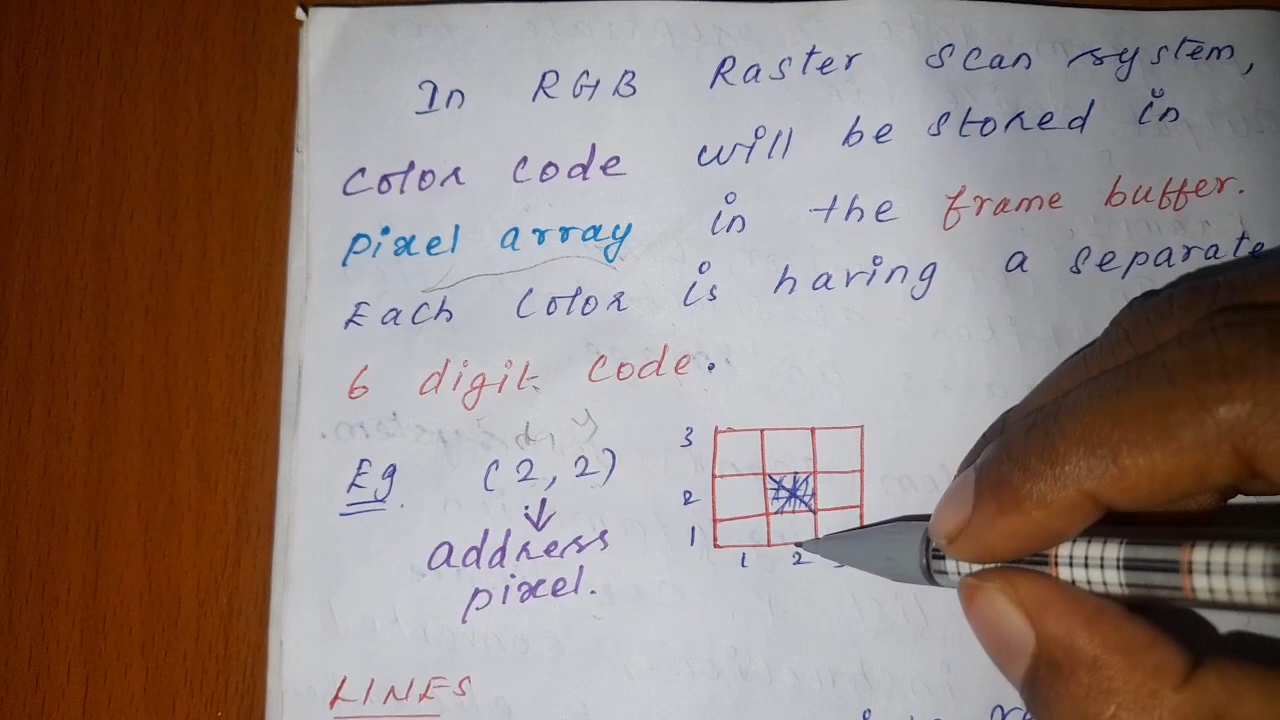 In RGB Raster scan system,
color code will be stored in
pixel array in the frame buffer.
Each color is having a separate
6 digit code.
3
Eg (2,2)
2
address
1
1 2
pixel.
LINES